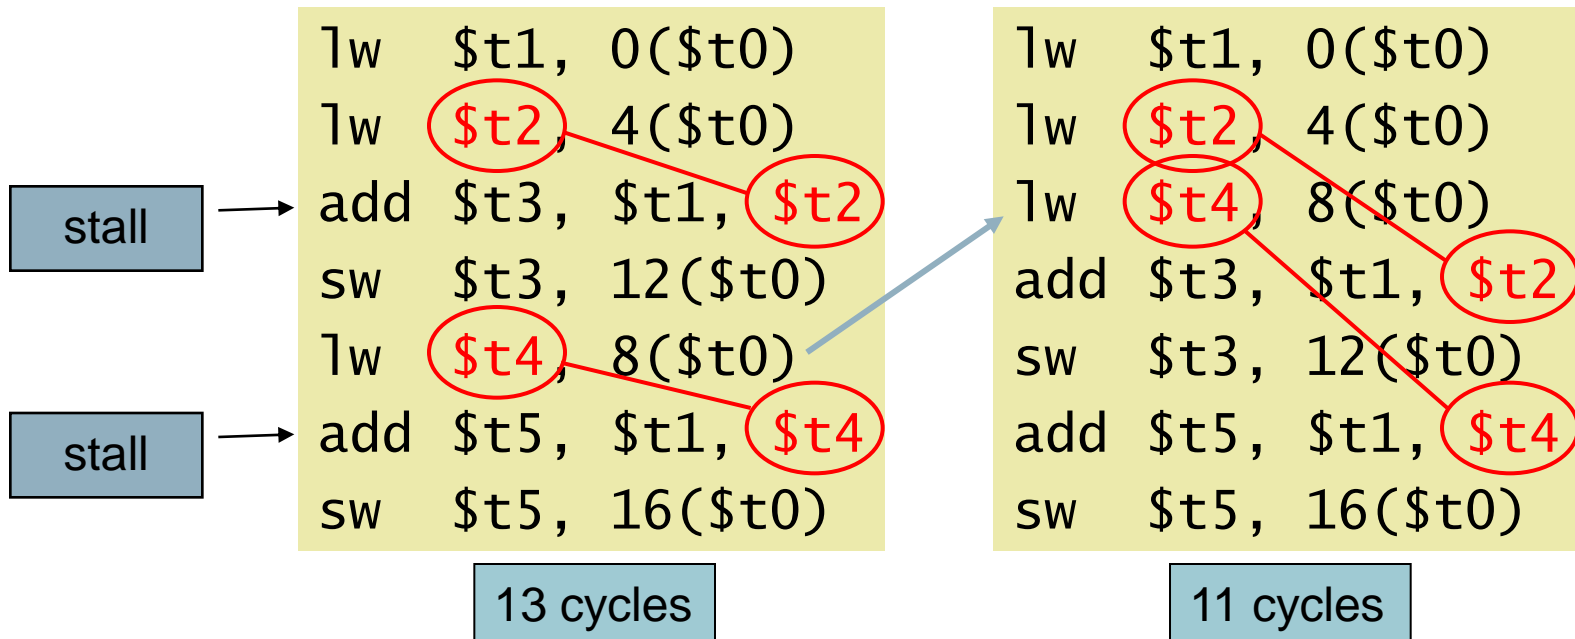 lw $t1, 0($t0)
lw $t2, 4($t0)
stall
add $t3, $t1, $t2
sw $t3, 12($t0)
lw $t4, 8($t0)
stall
add $t5, $t1, $t4
sw $t5, 16($t0)
13 cycles
lw $t1, 0($t0)
lw $t2, 4($t0)
lw $t4, 8($t0)
add $t3, $t1, $t2
sw $t3, 12($t0)
add $t5, $t1, $t4
sw $t5, 16($t0)
11 cycles